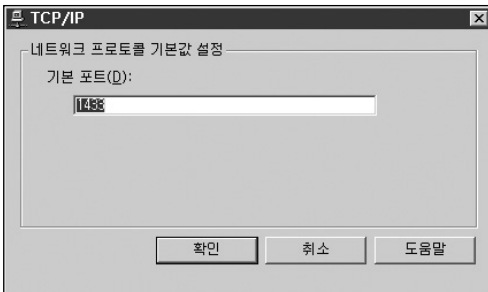 TCP/IP
네트워크 프로토콜 기본값 설정
기본 포트(D):
1433
확인 취소 도움말